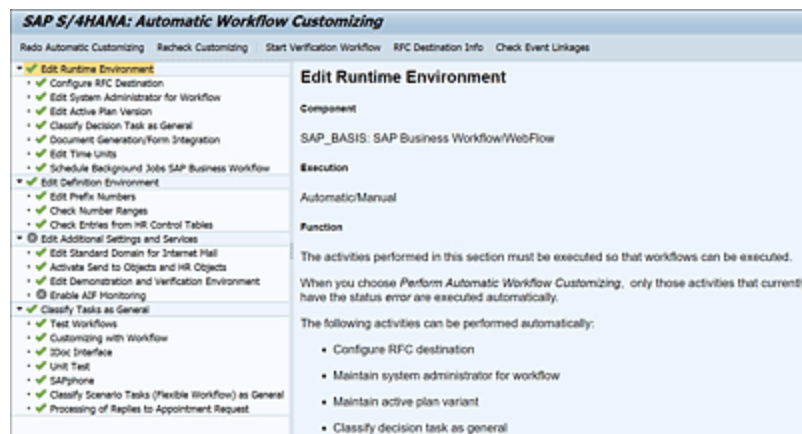 SAP S/4HANA: Automatic Workflow Customizing
Redo Automatic Customizing Recheck Customizing Start Verification Workflow RFC Destination Info Check Event Linkages
Edit Runtime Environment
Configure RFC Destination
Edit System Administrator for Workflow
Edit Active Plan Version
Classify Decision Task as General
Document Generation/Form Integration
Edit Time Units
Schedule Background Jobs SAP Business Workflow
Edit Definition Environment
Edit Prefix Numbers
Check Number Ranges
Check Entries from HR Control Tables
Edit Additional Settings and Services
Edit Standard Domain for Internet Mail
Activate Send to Objects and HR Objects
Edit Demonstration and Verification Environment
Enable AIF Monitoring
Classify Tasks as General
Test Workflows
Customizing with Workflow
IDoc Interface
Unit Test
SAPphone
Classify Scenario Tasks (Flexible Workflow) as General
Processing of Replies to Appointment Request
Edit Runtime Environment
Component
SAP_BASIS: SAP Business Workflow/WebFlow
Execution
Automatic/Manual
Function
The activities performed in this section must be executed so that workflows can be executed.
When you choose Perform Automatic Workflow Customizing, only those activities that currently
have the status error are executed automatically.
The following activities can be performed automatically:
• Configure RFC destination
• Maintain system administrator for workflow
• Maintain active plan variant
• Classify decision task as general